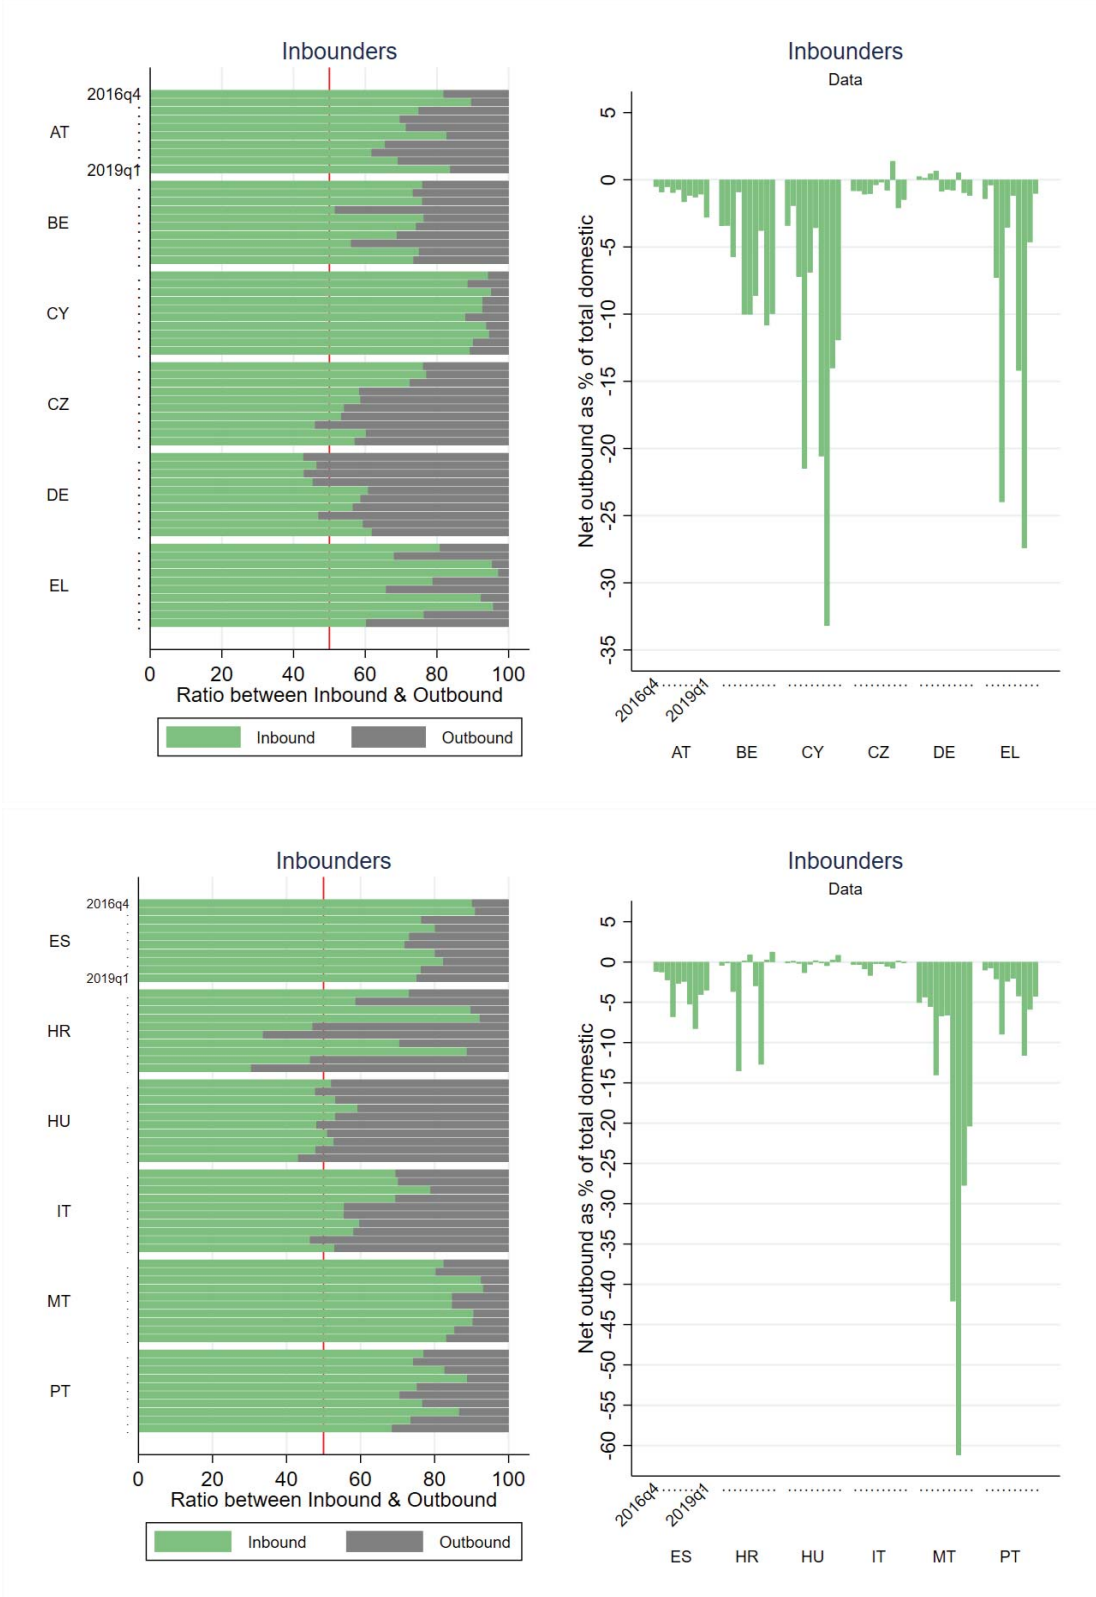 Inbounders
2016q4
AT
2019q1
BE
CY
CZ
DE
EL
0 20 40 60 80 100
Ratio between Inbound & Outbound
Inbound Outbound
Inbounders
Data
Net outbound as % of total domestic
5
0
-5
-10
-15
-20
-25
-30
-35
2016q4 2019q1
AT BE CY CZ DE EL
Inbounders
2016q4
ES
2019q1
HR
HU
IT
MT
PT
0 20 40 60 80 100
Ratio between Inbound & Outbound
Inbound Outbound
Inbounders
Data
Net outbound as % of total domestic
5
0
-5
-10
-15
-20
-25
-30
-35
-40
-45
-50
-55
-60
2016q4 2019q1
ES HR HU IT MT PT